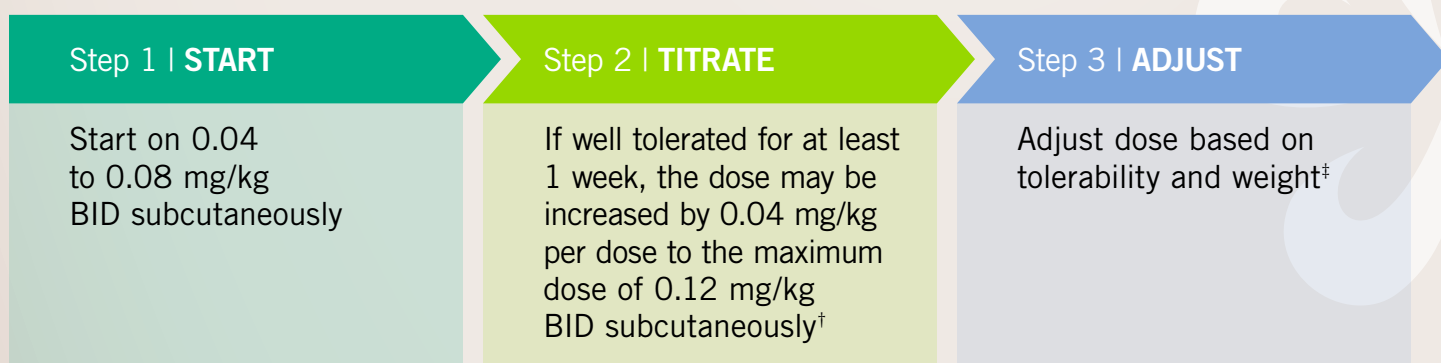 Step 1 | START
Start on 0.04
to 0.08 mg/kg
BID subcutaneously
Step 2 | TITRATE
If well tolerated for at least
1 week, the dose may be
increased by 0.04 mg/kg
per dose to the maximum
dose of 0.12 mg/kg
BID subcutaneously†
Step 3 | ADJUST
Adjust dose based on
tolerability and weight‡